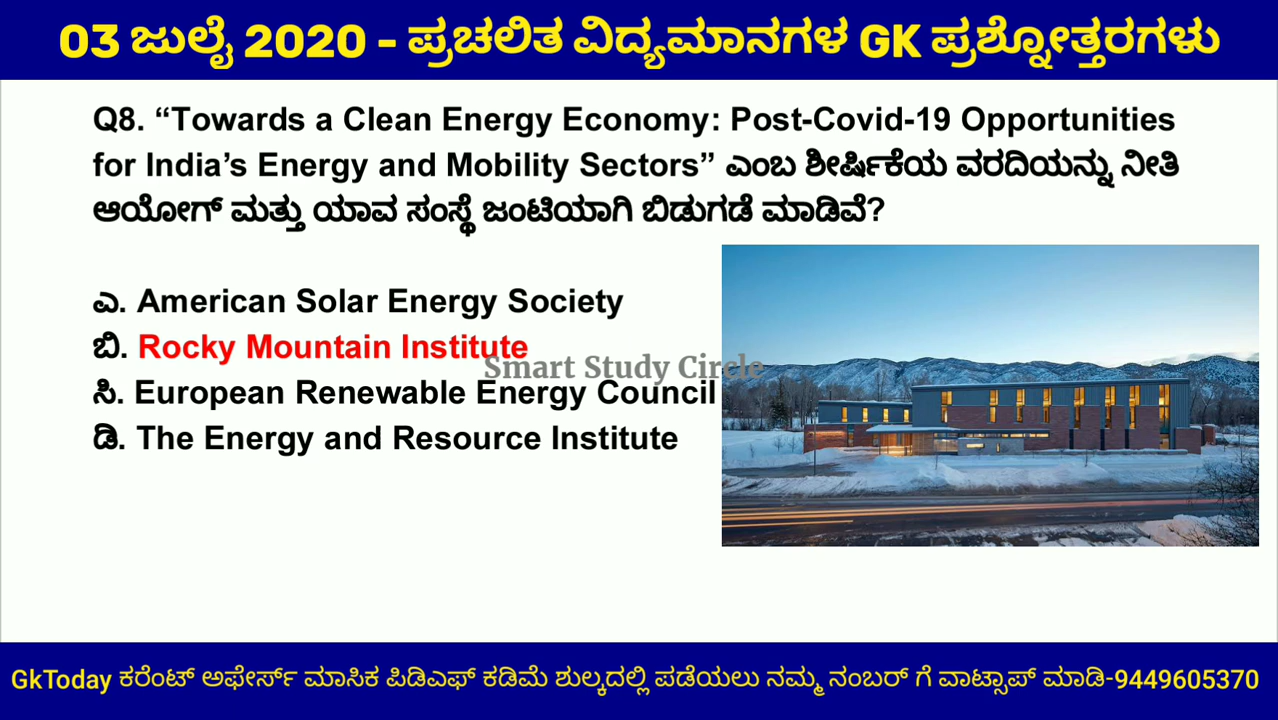 03 ಜುಲೈ 2020 - ಪ್ರಚಲಿತ ವಿದ್ಯಮಾನಗಳ GK ಪ್ರಶ್ನೋತ್ತರಗಳು
Q8. “Towards a Clean Energy Economy: Post-Covid-19 Opportunities
for India’s Energy and Mobility Sectors” ಎಂಬ ಶೀರ್ಷಿಕೆಯ ವರದಿಯನ್ನು ನೀತಿ
ಆಯೋಗ್ ಮತ್ತು ಯಾವ ಸಂಸ್ಥೆ ಜಂಟಿಯಾಗಿ ಬಿಡುಗಡೆ ಮಾಡಿವೆ?
ಎ. American Solar Energy Society
ಬಿ. Rocky Mountain Institute
Smart Study Circle
ಸಿ. European Renewable Energy Council
ಡಿ. The Energy and Resource Institute
GkToday ಕರೆಂಟ್ ಅಫೇರ್ಸ್ ಮಾಸಿಕ ಪಿಡಿಎಫ್ ಕಡಿಮೆ ಶುಲ್ಕದಲ್ಲಿ ಪಡೆಯಲು ನಮ್ಮ ನಂಬರ್ ಗೆ ವಾಟ್ಸಾಪ್ ಮಾಡಿ-9449605370